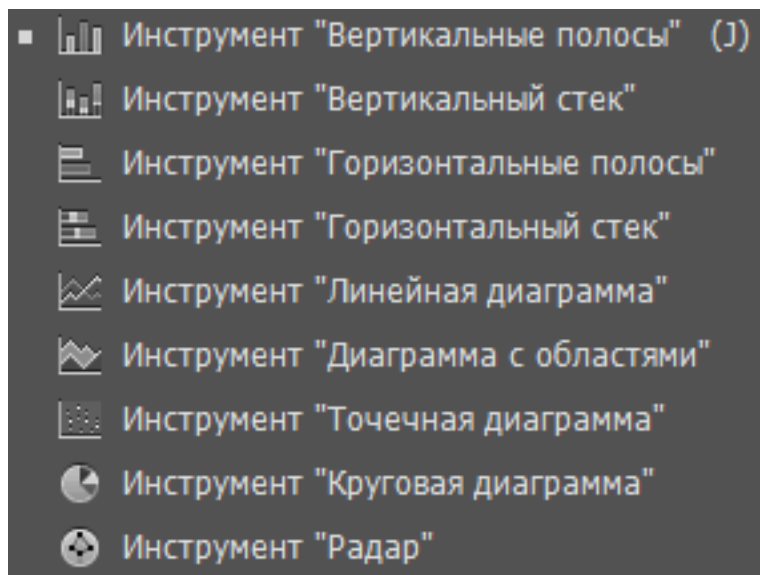 Инструмент "Вертикальные полосы" (J)
Инструмент "Вертикальный стек"
Инструмент "Горизонтальные полосы"
Инструмент "Горизонтальный стек"
Инструмент "Линейная диаграмма"
Инструмент "Диаграмма с областями"
Инструмент "Точечная диаграмма"
Инструмент "Круговая диаграмма"
Инструмент "Радар"